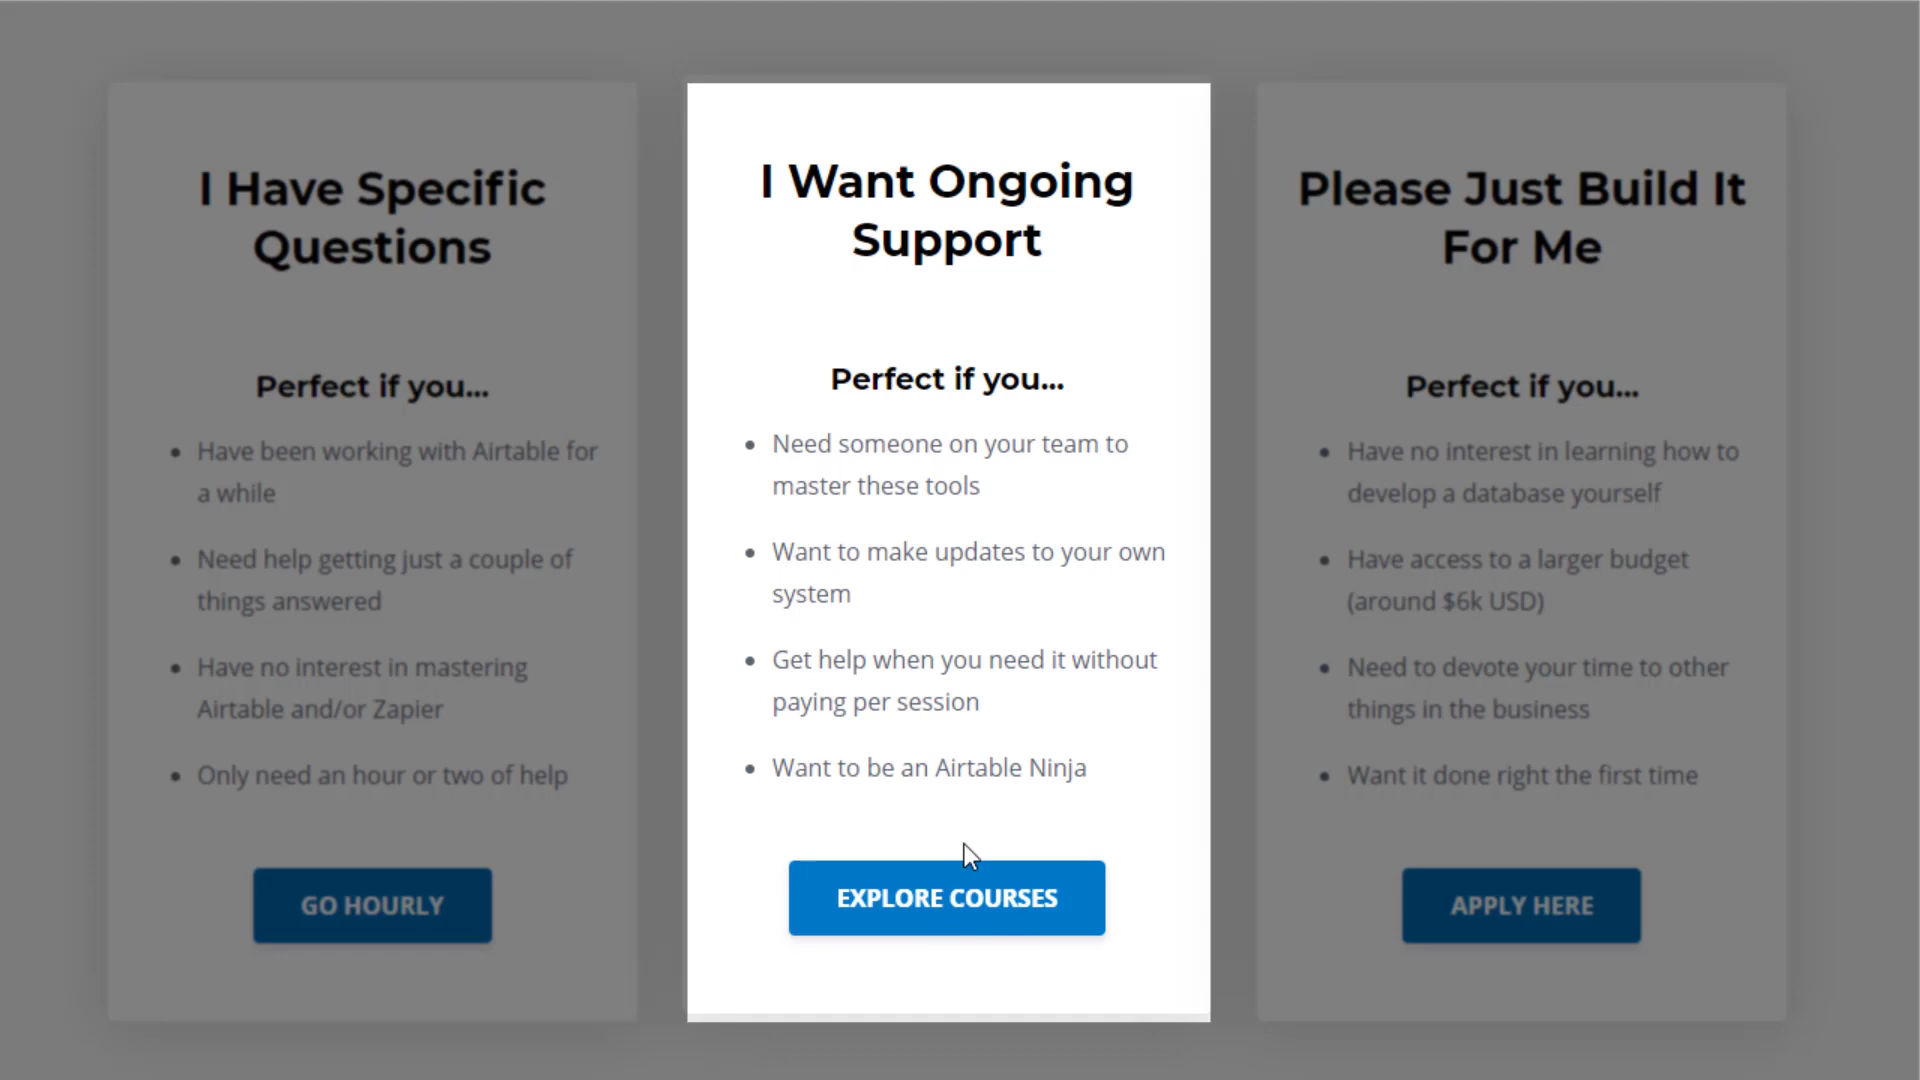 I Have Specific
Questions
Perfect if you...
• Have been working with Airtable for
a while
• Need help getting just a couple of
things answered
• Have no interest in mastering
Airtable and/or Zapier
• Only need an hour or two of help
GO HOURLY
I Want Ongoing
Support
Perfect if you...
• Need someone on your team to
master these tools
• Want to make updates to your own
system
• Get help when you need it without
paying per session
• Want to be an Airtable Ninja
EXPLORE COURSES
Please Just Build It
For Me
Perfect if you...
• Have no interest in learning how to
develop a database yourself
• Have access to a larger budget
(around $6k USD)
• Need to devote your time to other
things in the business
• Want it done right the first time
APPLY HERE